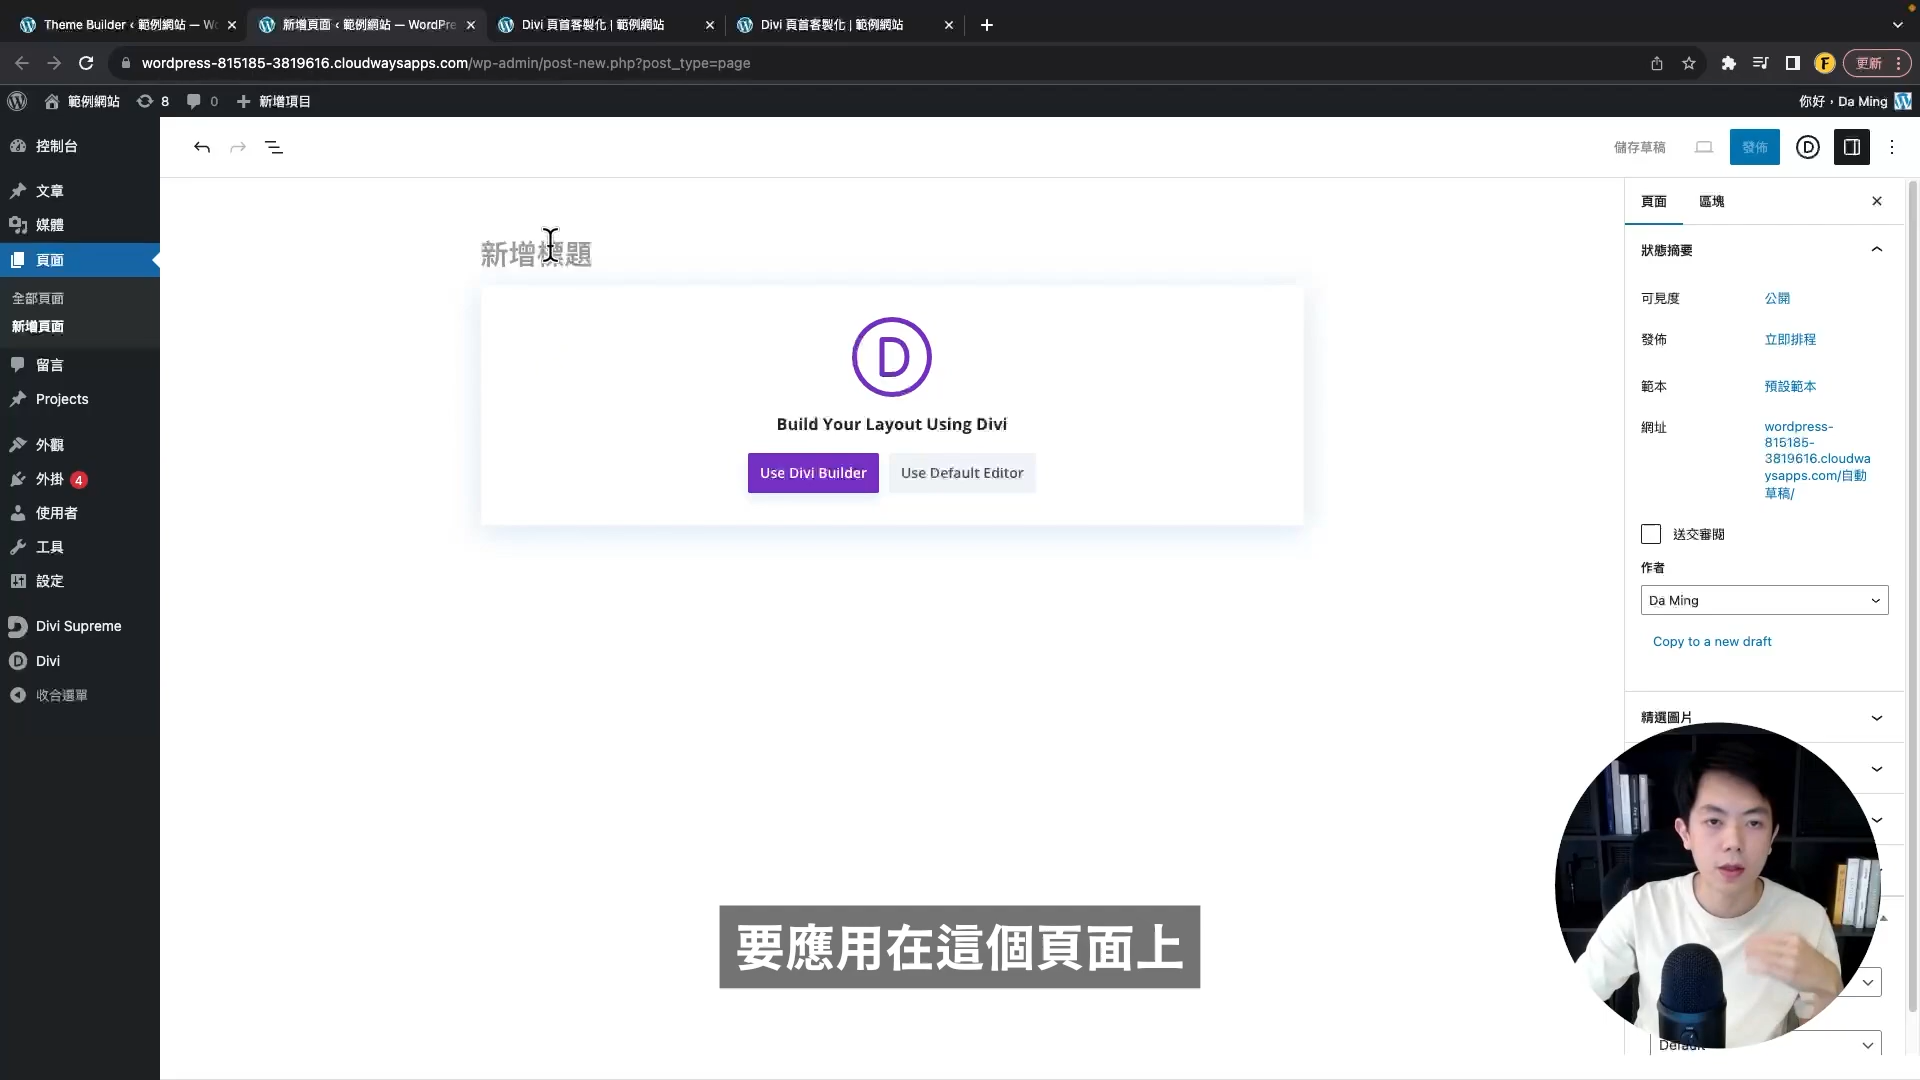 Theme Builder ‹ 範例網站 — Wo
新增頁面 ‹ 範例網站 — WordPre
Divi 頁首客製化 | 範例網站
Divi 頁首客製化 | 範例網站
wordpress-815185-3819616.cloudwaysapps.com/wp-admin/post-new.php?post_type=page
F
更新
範例網站
8
0
新增項目
你好，Da Ming
控制台
文章
媒體
頁面
全部頁面
新增頁面
留言
Projects
外觀
外掛 4
使用者
工具
設定
Divi Supreme
Divi
收合選單
儲存草稿
發佈
D
新增標題
D
Build Your Layout Using Divi
Use Divi Builder
Use Default Editor
頁面
區塊
狀態摘要
可見度
公開
發佈
立即排程
範本
預設範本
網址
wordpress-
815185-
3819616.cloudwa
ysapps.com/自動
草稿/
送交審閱
作者
Da Ming
Copy to a new draft
精選圖片
Default
要應用在這個頁面上